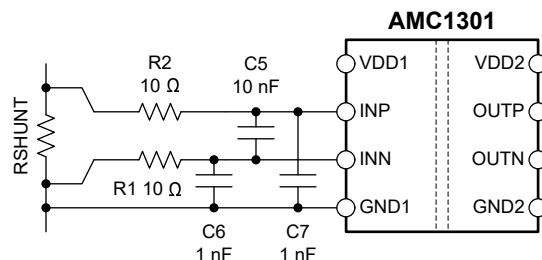 AMC1301
R2
10 Ω
C5
10 nF
VDD1
VDD2
INP
OUTP
RSHUNT
INN
OUTN
R1 10 Ω
GND1
GND2
C6
1 nF
C7
1 nF